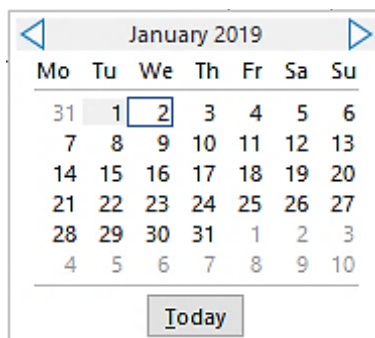 January 2019
Mo Tu We Th Fr Sa Su
31 1 2 3 4 5 6
7 8 9 10 11 12 13
14 15 16 17 18 19 20
21 22 23 24 25 26 27
28 29 30 31 1 2 3
4 5 6 7 8 9 10
Today